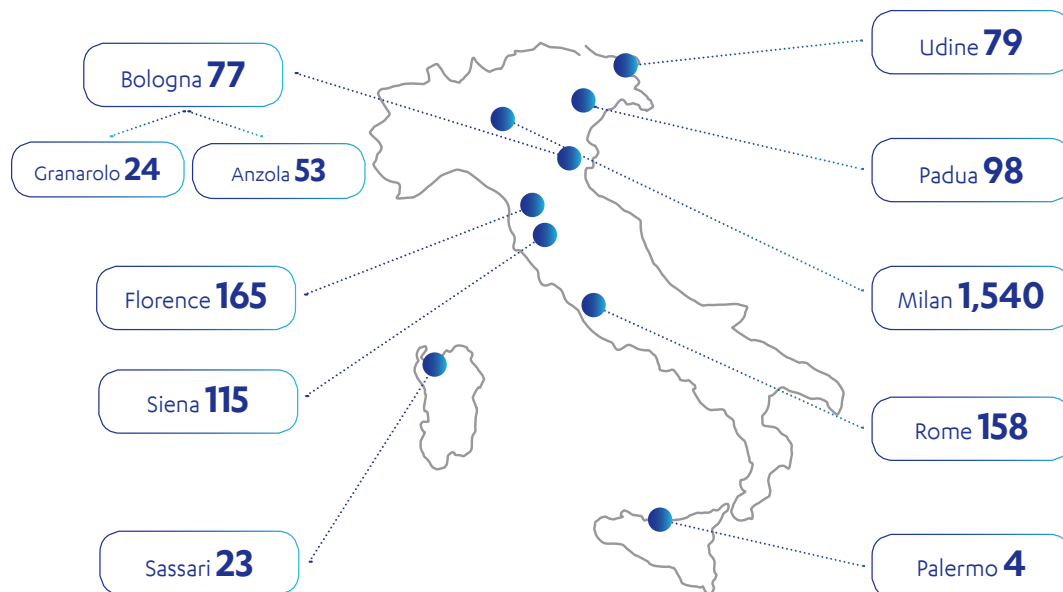 Bologna 77
Granarolo 24
Anzola 53
Florence 165
Siena 115
Sassari 23
Udine 79
Padua 98
Milan 1,540
Rome 158
Palermo 4